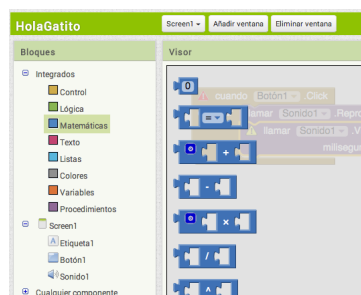 HolaGatito
Screen1
Añadir ventana
Eliminar ventana
Bloques
Visor
Integrados
Control
Lógica
Matemáticas
Texto
Listas
Colores
Variables
Procedimientos
Screen1
Etiqueta1
Botón1
Sonido1
Cualquier componente
0
=
+
-
×
/
^
cuando Botón1 .Click
llamar Sonido1 .Repr
llamar Sonido1 .V
milisegu